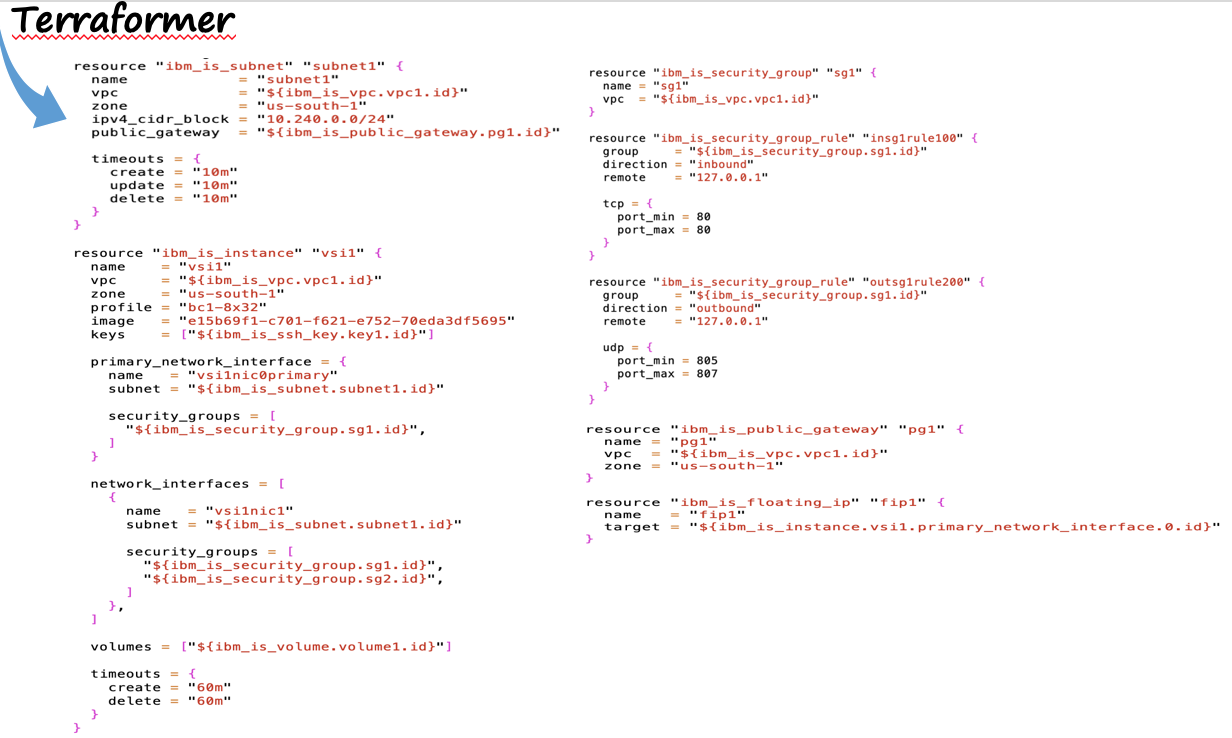 Terraformer
resource "ibm_is_subnet" "subnet1" {
  name            = "subnet1"
  vpc             = "${ibm_is_vpc.vpc1.id}"
  zone            = "us-south-1"
  ipv4_cidr_block = "10.240.0.0/24"
  public_gateway  = "${ibm_is_public_gateway.pg1.id}"

  timeouts = {
    create = "10m"
    update = "10m"
    delete = "10m"
  }
}

resource "ibm_is_instance" "vsi1" {
  name    = "vsi1"
  vpc     = "${ibm_is_vpc.vpc1.id}"
  zone    = "us-south-1"
  profile = "bc1-8x32"
  image   = "e15b69f1-c701-f621-e752-70eda3df5695"
  keys    = ["${ibm_is_ssh_key.key1.id}"]

  primary_network_interface = {
    name   = "vsi1nic0primary"
    subnet = "${ibm_is_subnet.subnet1.id}"

    security_groups = [
      "${ibm_is_security_group.sg1.id}",
    ]
  }

  network_interfaces = [
    {
      name   = "vsi1nic1"
      subnet = "${ibm_is_subnet.subnet1.id}"

      security_groups = [
        "${ibm_is_security_group.sg1.id}",
        "${ibm_is_security_group.sg2.id}",
      ]
    },
  ]

  volumes = ["${ibm_is_volume.volume1.id}"]

  timeouts = {
    create = "60m"
    delete = "60m"
  }
}

resource "ibm_is_security_group" "sg1" {
  name = "sg1"
  vpc  = "${ibm_is_vpc.vpc1.id}"
}

resource "ibm_is_security_group_rule" "insg1rule100" {
  group     = "${ibm_is_security_group.sg1.id}"
  direction = "inbound"
  remote    = "127.0.0.1"

  tcp = {
    port_min = 80
    port_max = 80
  }
}

resource "ibm_is_security_group_rule" "outsg1rule200" {
  group     = "${ibm_is_security_group.sg1.id}"
  direction = "outbound"
  remote    = "127.0.0.1"

  udp = {
    port_min = 805
    port_max = 807
  }
}

resource "ibm_is_public_gateway" "pg1" {
  name = "pg1"
  vpc  = "${ibm_is_vpc.vpc1.id}"
  zone = "us-south-1"
}

resource "ibm_is_floating_ip" "fip1" {
  name   = "fip1"
  target = "${ibm_is_instance.vsi1.primary_network_interface.0.id}"
}